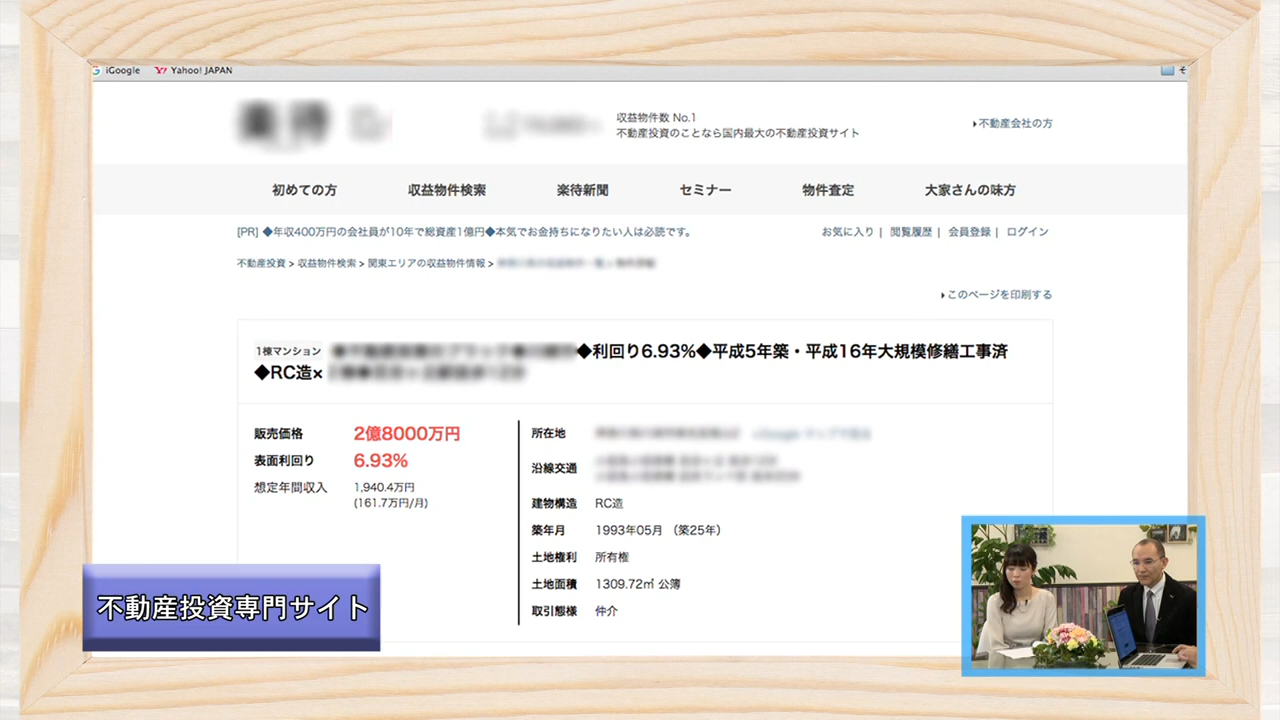 iGoogle Yahoo! JAPAN そ
収益物件数 No.1
不動産投資のことなら国内最大の不動産投資サイト
不動産会社の方
初めての方 収益物件検索 楽待新聞 セミナー 物件査定 大家さんの味方
[PR] ◆年収400万円の会社員が10年で総資産1億円◆本気でお金持ちになりたい人は必読です。
お気に入り | 閲覧履歴 | 会員登録 | ログイン
不動産投資 > 収益物件検索 > 関東エリアの収益物件情報 >
このページを印刷する
1棟マンション ◆利回り6.93%◆平成5年築・平成16年大規模修繕工事済
◆RC造×
販売価格 2億8000万円
表面利回り 6.93%
想定年間収入 1,940.4万円
(161.7万円/月)
所在地
沿線交通
建物構造 RC造
築年月 1993年05月 (築25年)
土地権利 所有権
土地面積 1309.72㎡ 公簿
取引態様 仲介
不動産投資専門サイト